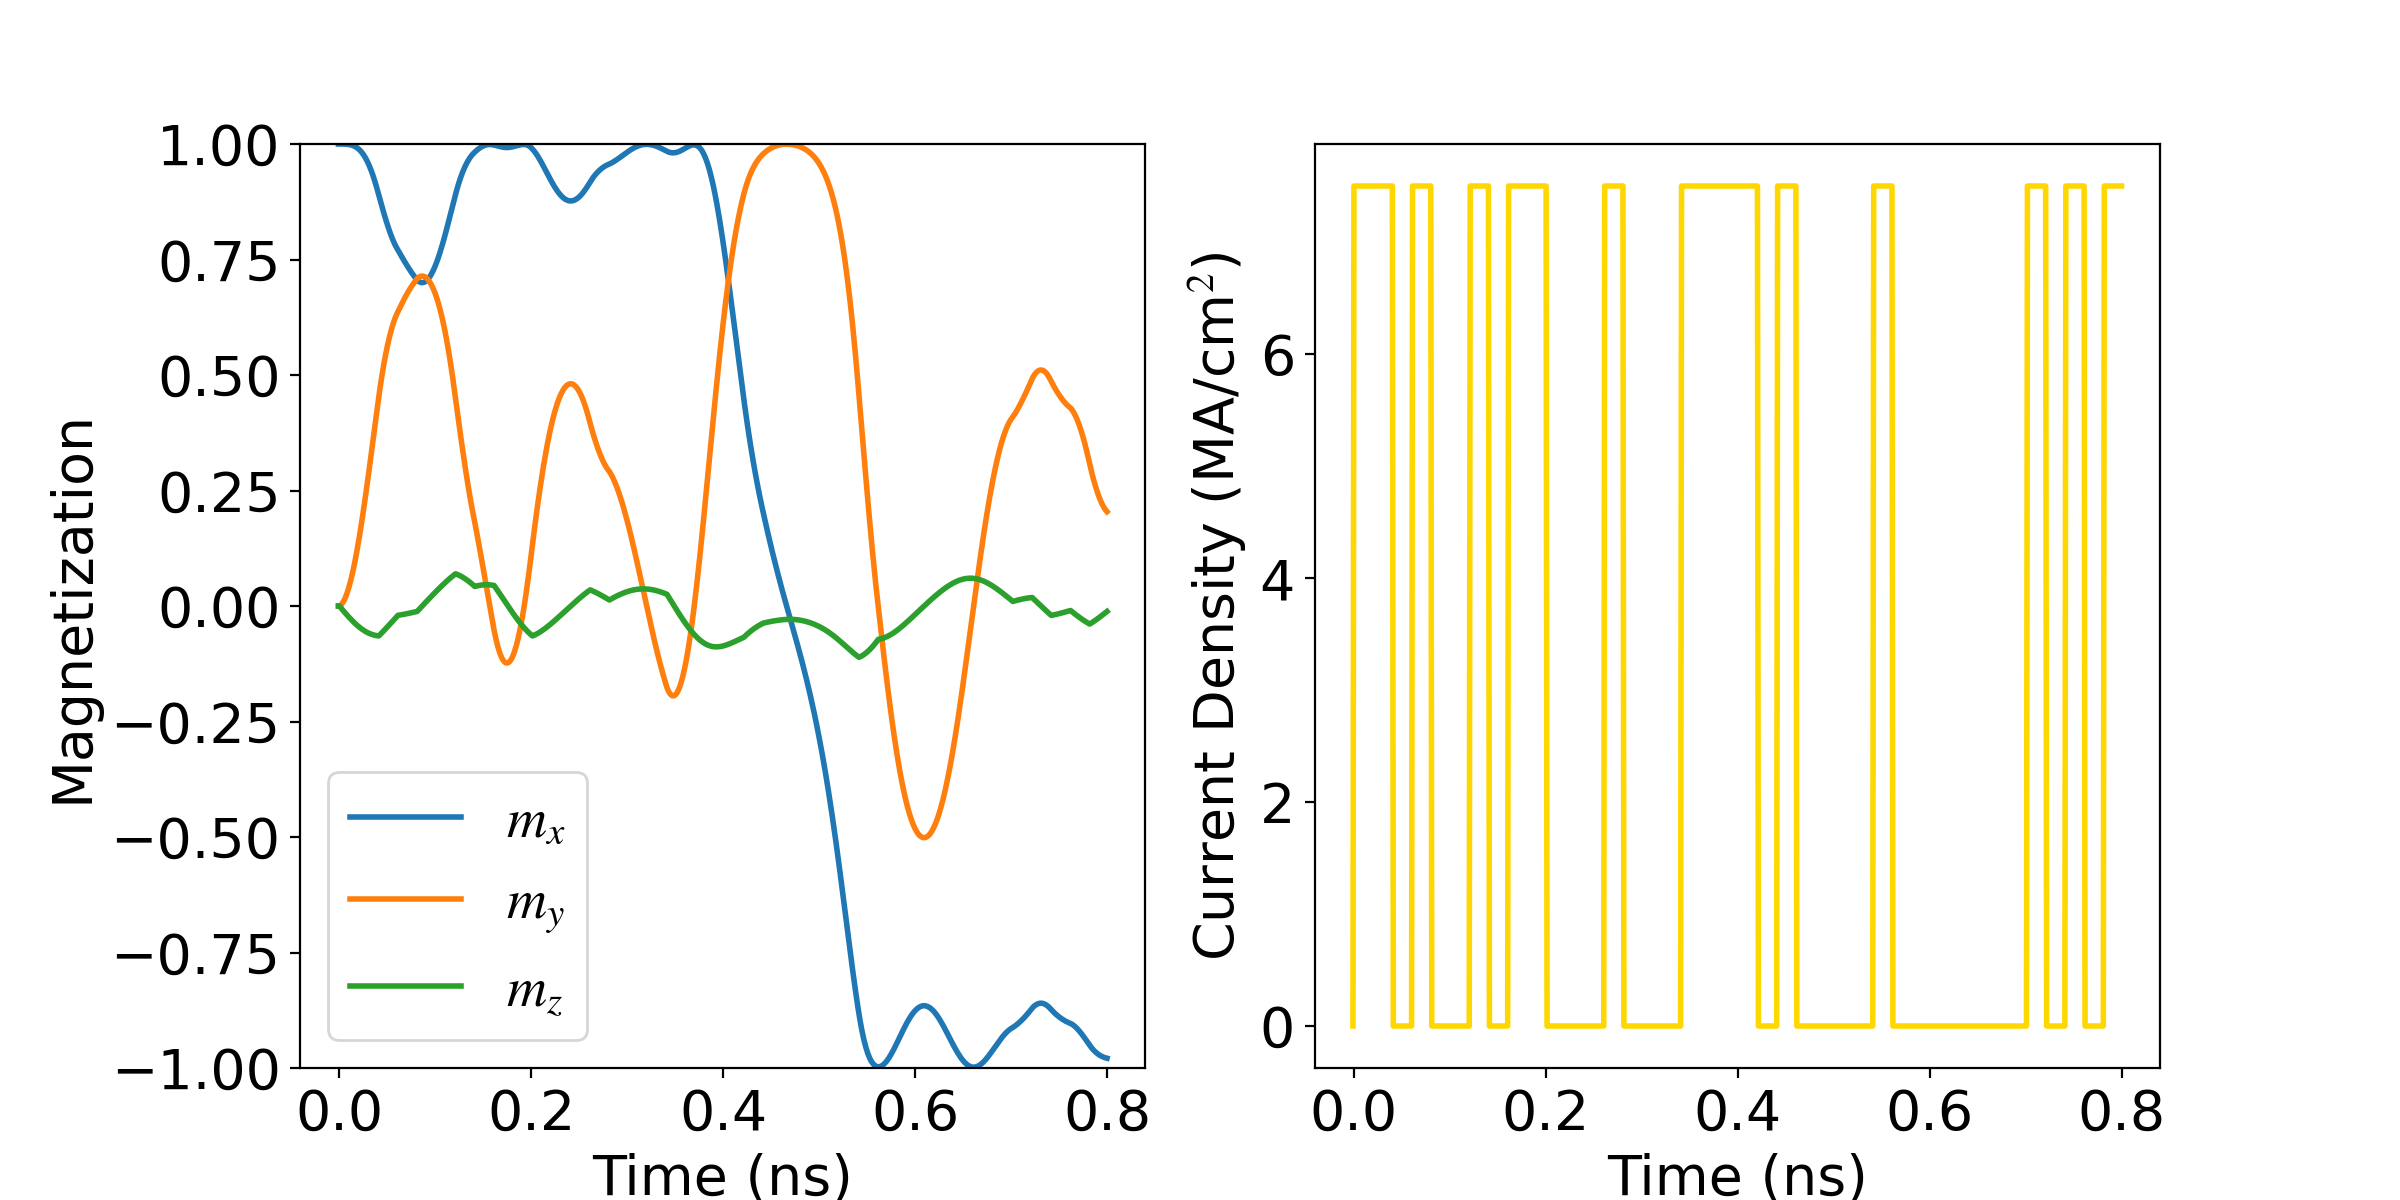 1.00
0.75
0.50
0.25
0.00
−0.25
−0.50
−0.75
−1.00
Magnetization
m_x
m_y
m_z
0.0 0.2 0.4 0.6 0.8
Time (ns)
6
4
2
0
Current Density (MA/cm²)
0.0 0.2 0.4 0.6 0.8
Time (ns)